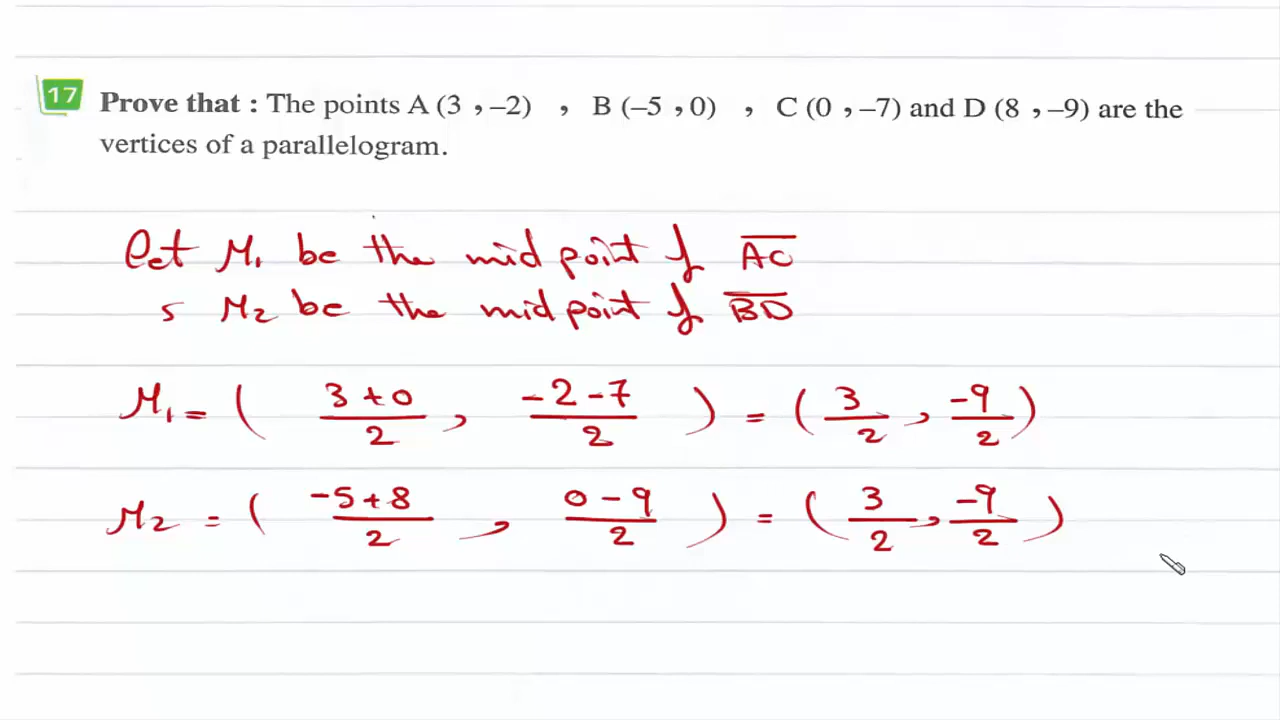 17 Prove that : The points A (3 , –2) , B (–5 , 0) , C (0 , –7) and D (8 , –9) are the
vertices of a parallelogram.
Let M₁ be the mid point of A̅C̅
, M₂ be the mid point of B̅D̅
M₁ = ( 3+0/2 , -2-7/2 ) = ( 3/2 , -9/2 )
M₂ = ( -5+8/2 , 0-9/2 ) = ( 3/2 , -9/2 )